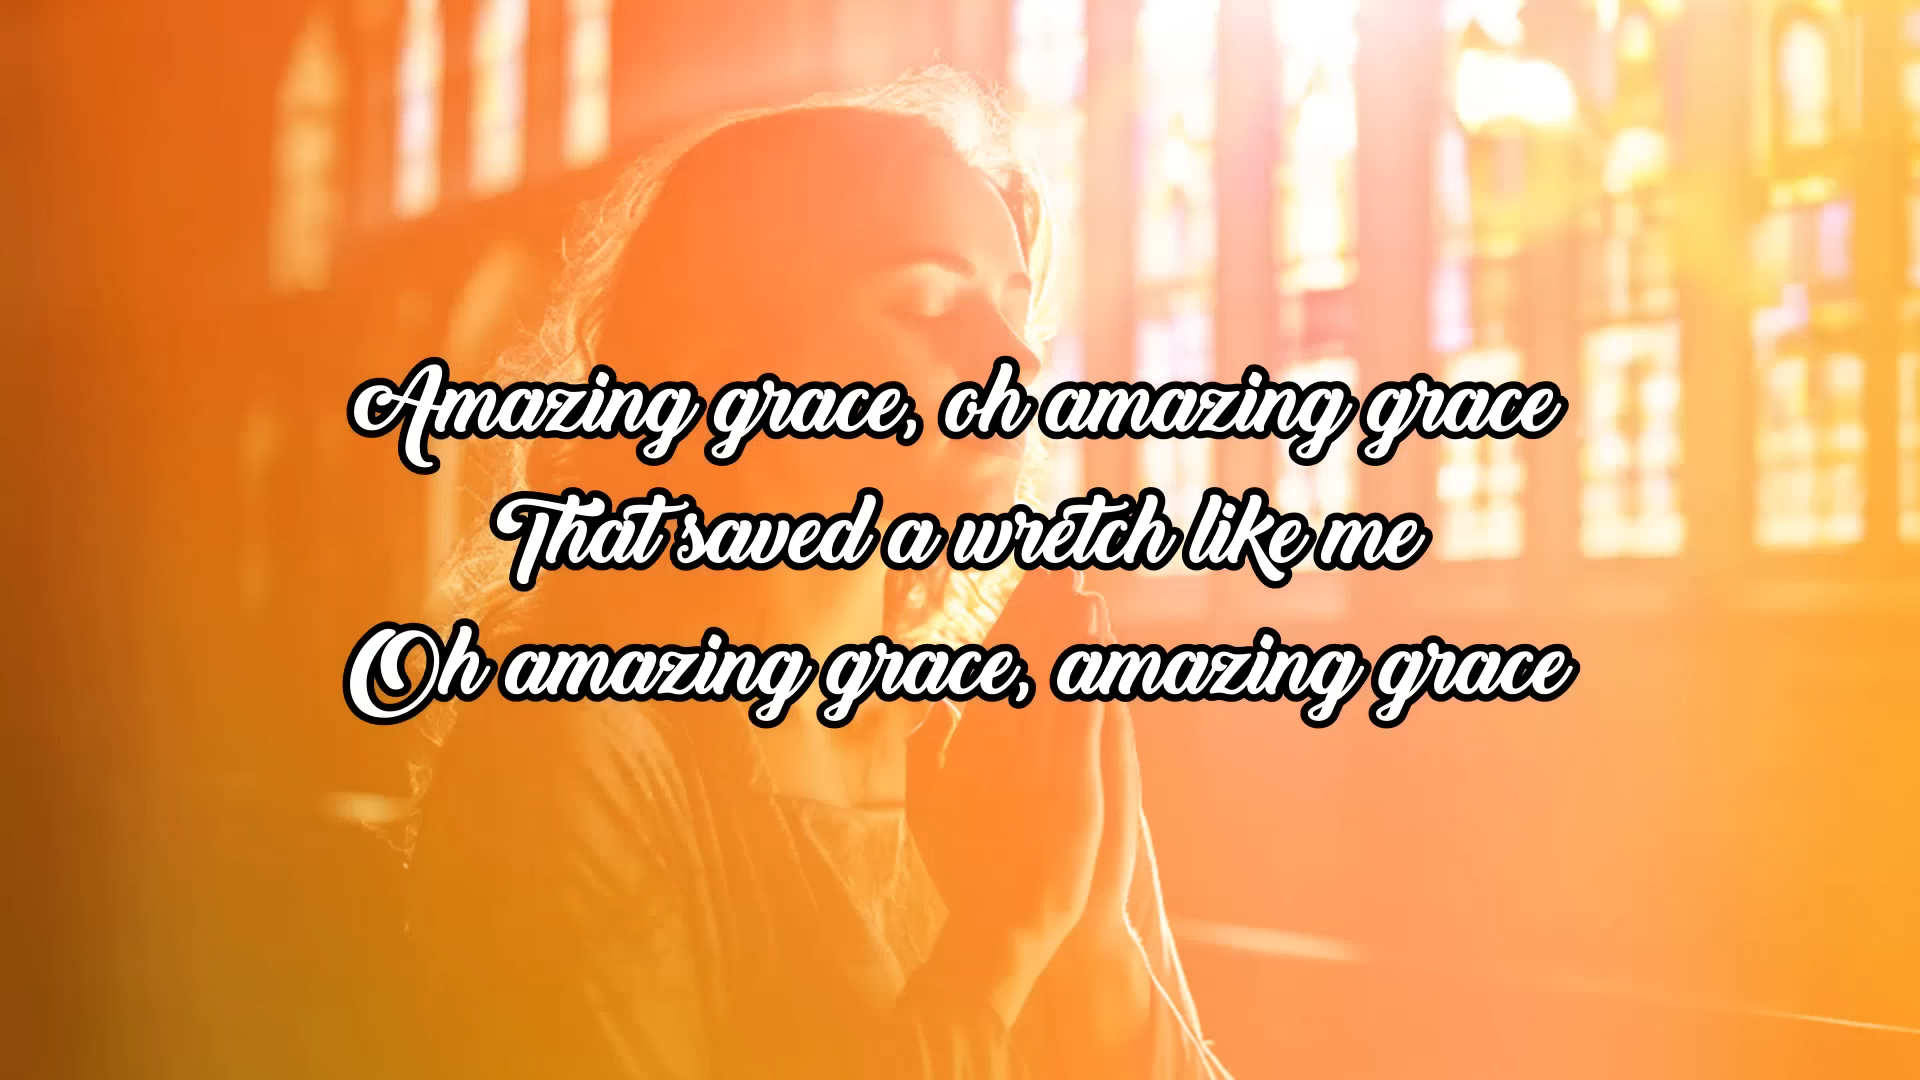 Amazing grace, oh amazing grace
That saved a wretch like me
Oh amazing grace, amazing grace